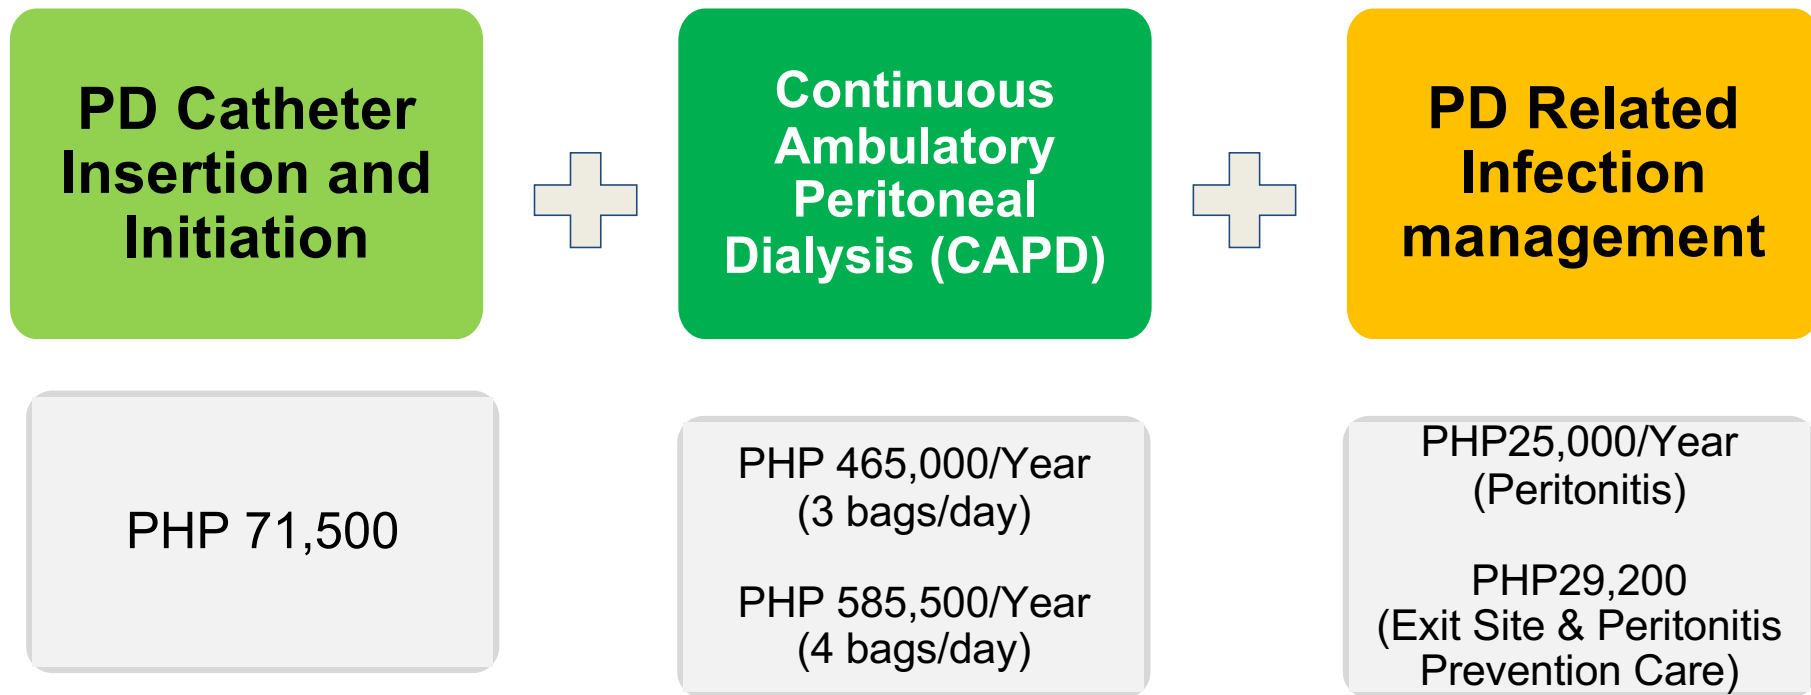 PD Catheter
Insertion and
Initiation
Continuous
Ambulatory
Peritoneal
Dialysis (CAPD)
PD Related
Infection
management
PHP 71,500
PHP 465,000/Year
(3 bags/day)
PHP 585,500/Year
(4 bags/day)
PHP25,000/Year
(Peritonitis)
PHP29,200
(Exit Site & Peritonitis
Prevention Care)